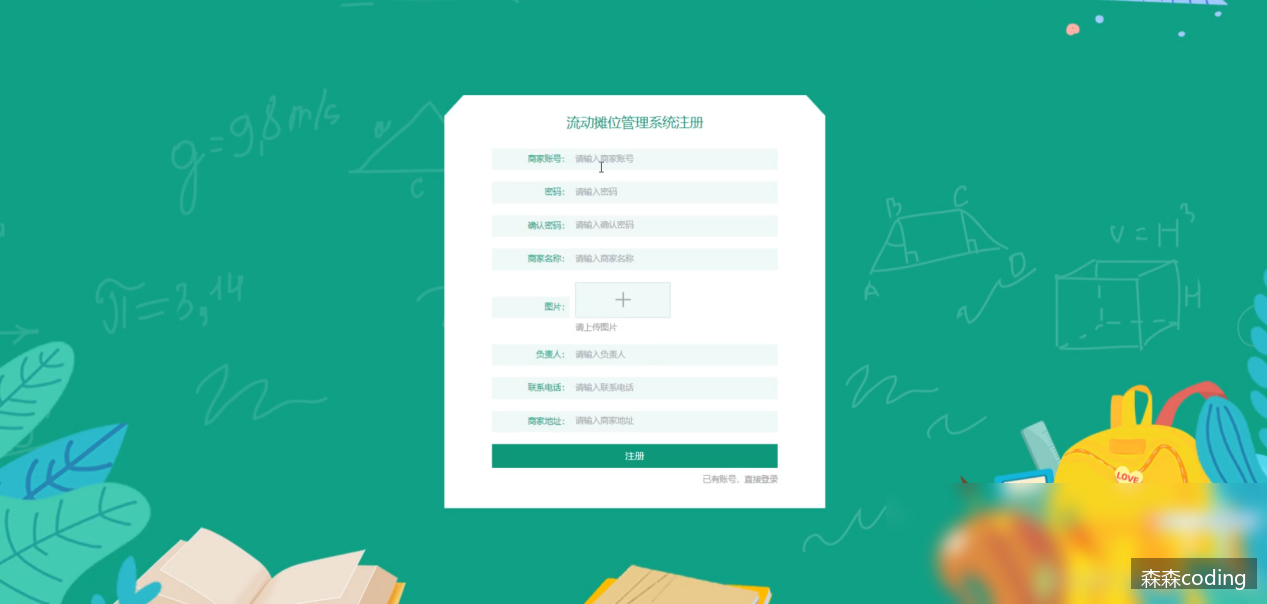 g=9,8 m/s
a
C
流动摊位管理系统注册
商家账号： 请输入商家账号
密码： 请输入密码
确认密码： 请输入确认密码
商家名称： 请输入商家名称
图片： +
请上传图片
负责人： 请输入负责人
联系电话： 请输入联系电话
商家地址： 请输入商家地址
注册
已有账号，直接登录
π=3,14
B
C
A
D
v=H³
H
LOVE
森森coding